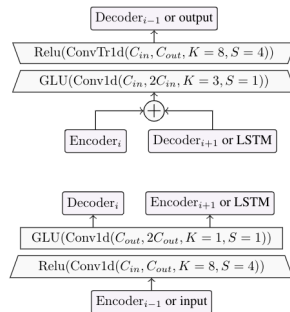 Decoder_{i−1} or output
Relu(ConvTr1d(C_{in}, C_{out}, K = 8, S = 4))
GLU(Conv1d(C_{in}, 2C_{in}, K = 3, S = 1))
+
Encoder_i Decoder_{i+1} or LSTM
Decoder_i Encoder_{i+1} or LSTM
GLU(Conv1d(C_{out}, 2C_{out}, K = 1, S = 1))
Relu(Conv1d(C_{in}, C_{out}, K = 8, S = 4))
Encoder_{i−1} or input